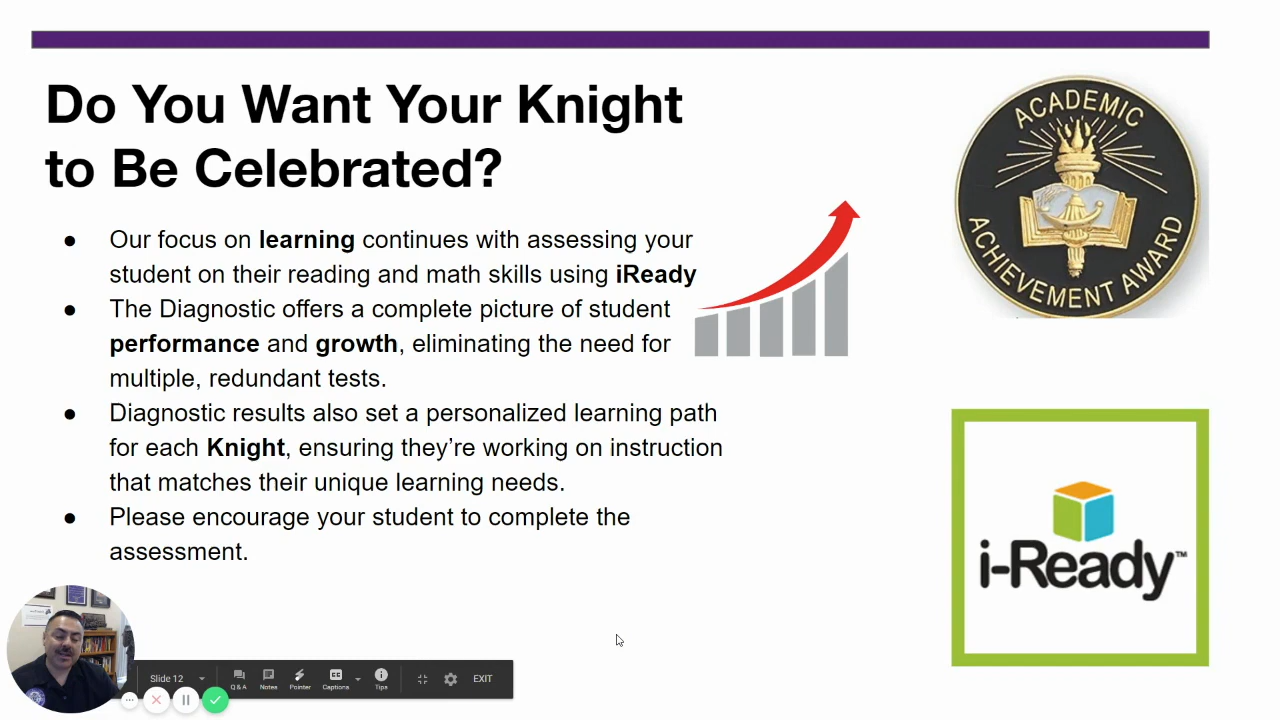 Do You Want Your Knight
to Be Celebrated?
● Our focus on learning continues with assessing your
student on their reading and math skills using iReady
● The Diagnostic offers a complete picture of student
performance and growth, eliminating the need for
multiple, redundant tests.
● Diagnostic results also set a personalized learning path
for each Knight, ensuring they’re working on instruction
that matches their unique learning needs.
● Please encourage your student to complete the
assessment.
ACADEMIC
ACHIEVEMENT AWARD
i-Ready™
Slide 12
Q&A
Notes
Pointer
CC
Captions
Tips
EXIT